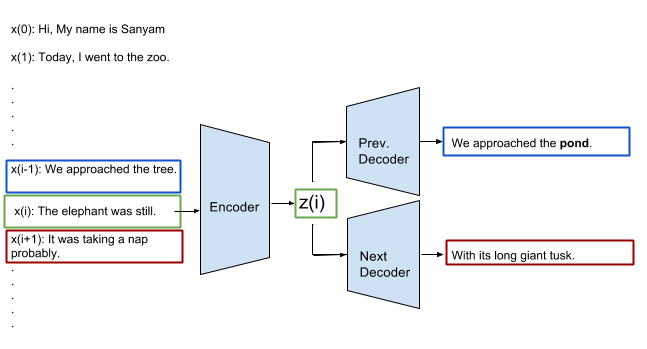 x(0): Hi, My name is Sanyam
x(1): Today, I went to the zoo.
.
.
.
.
.
x(i-1): We approached the tree.
x(i): The elephant was still.
x(i+1): It was taking a nap
probably.
.
.
.
.
.
Encoder
z(i)
Prev.
Decoder
We approached the pond.
Next
Decoder
With its long giant tusk.